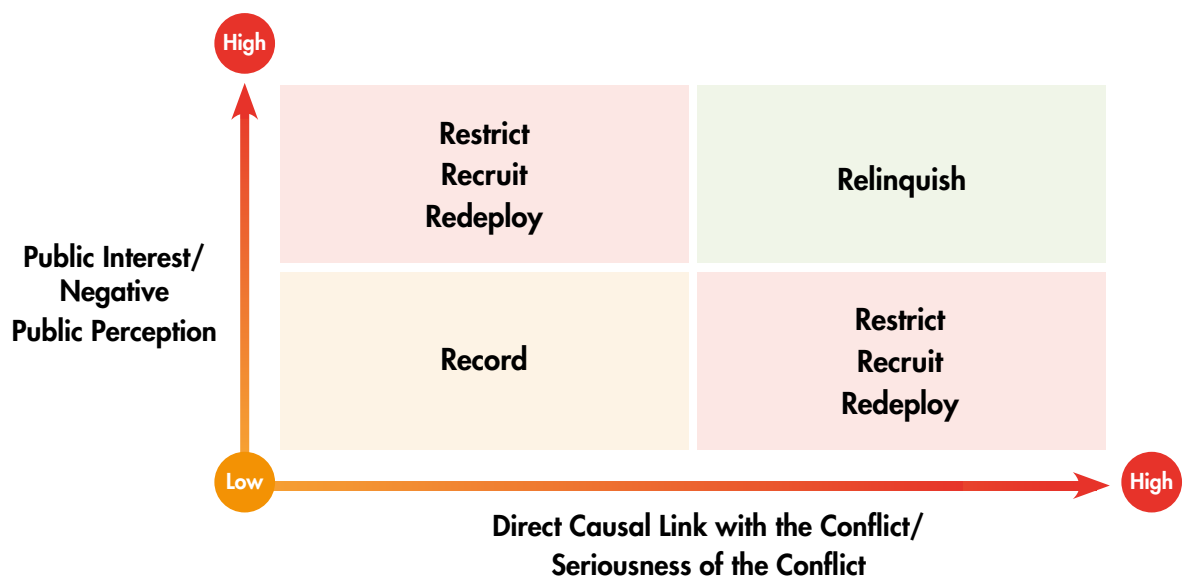 High
Restrict
Recruit
Redeploy
Relinquish
Public Interest/
Negative
Public Perception
Record
Restrict
Recruit
Redeploy
Low
High
Direct Causal Link with the Conflict/
Seriousness of the Conflict